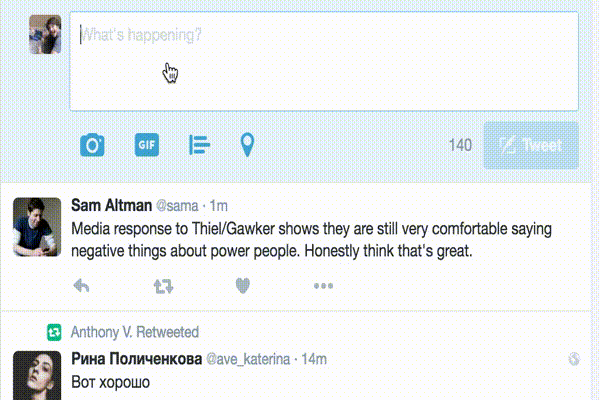 What's happening?
GIF
140 Tweet
Sam Altman @sama · 1m
Media response to Thiel/Gawker shows they are still very comfortable saying
negative things about power people. Honestly think that's great.
Anthony V. Retweeted
Рина Поличенкова @ave_katerina · 14m
Вот хорошо